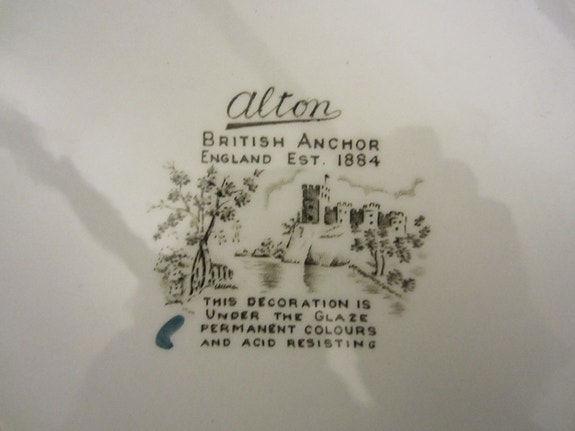 Alton
BRITISH ANCHOR
ENGLAND EST. 1884
THIS DECORATION IS
UNDER THE GLAZE
PERMANENT COLOURS
AND ACID RESISTING